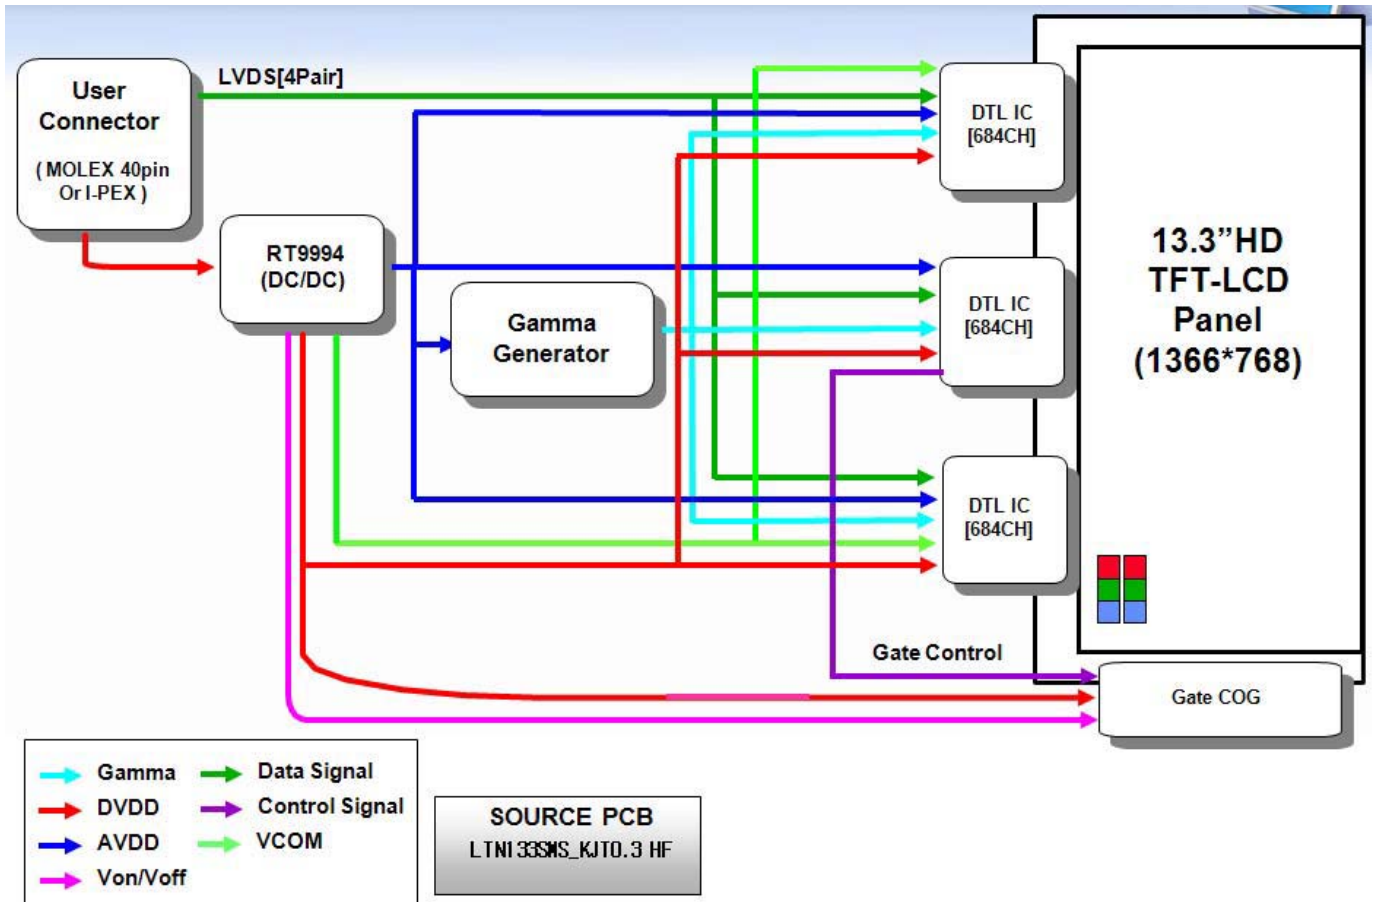 LVDS[4Pair]
User
Connector
( MOLEX 40pin
Or I-PEX )
RT9994
(DC/DC)
Gamma
Generator
DTL IC
[684CH]
DTL IC
[684CH]
DTL IC
[684CH]
13.3”HD
TFT-LCD
Panel
(1366*768)
Gate Control
Gate COG
Gamma
DVDD
AVDD
Von/Voff
Data Signal
Control Signal
VCOM
SOURCE PCB
LTN133SMS_KJT0.3 HF